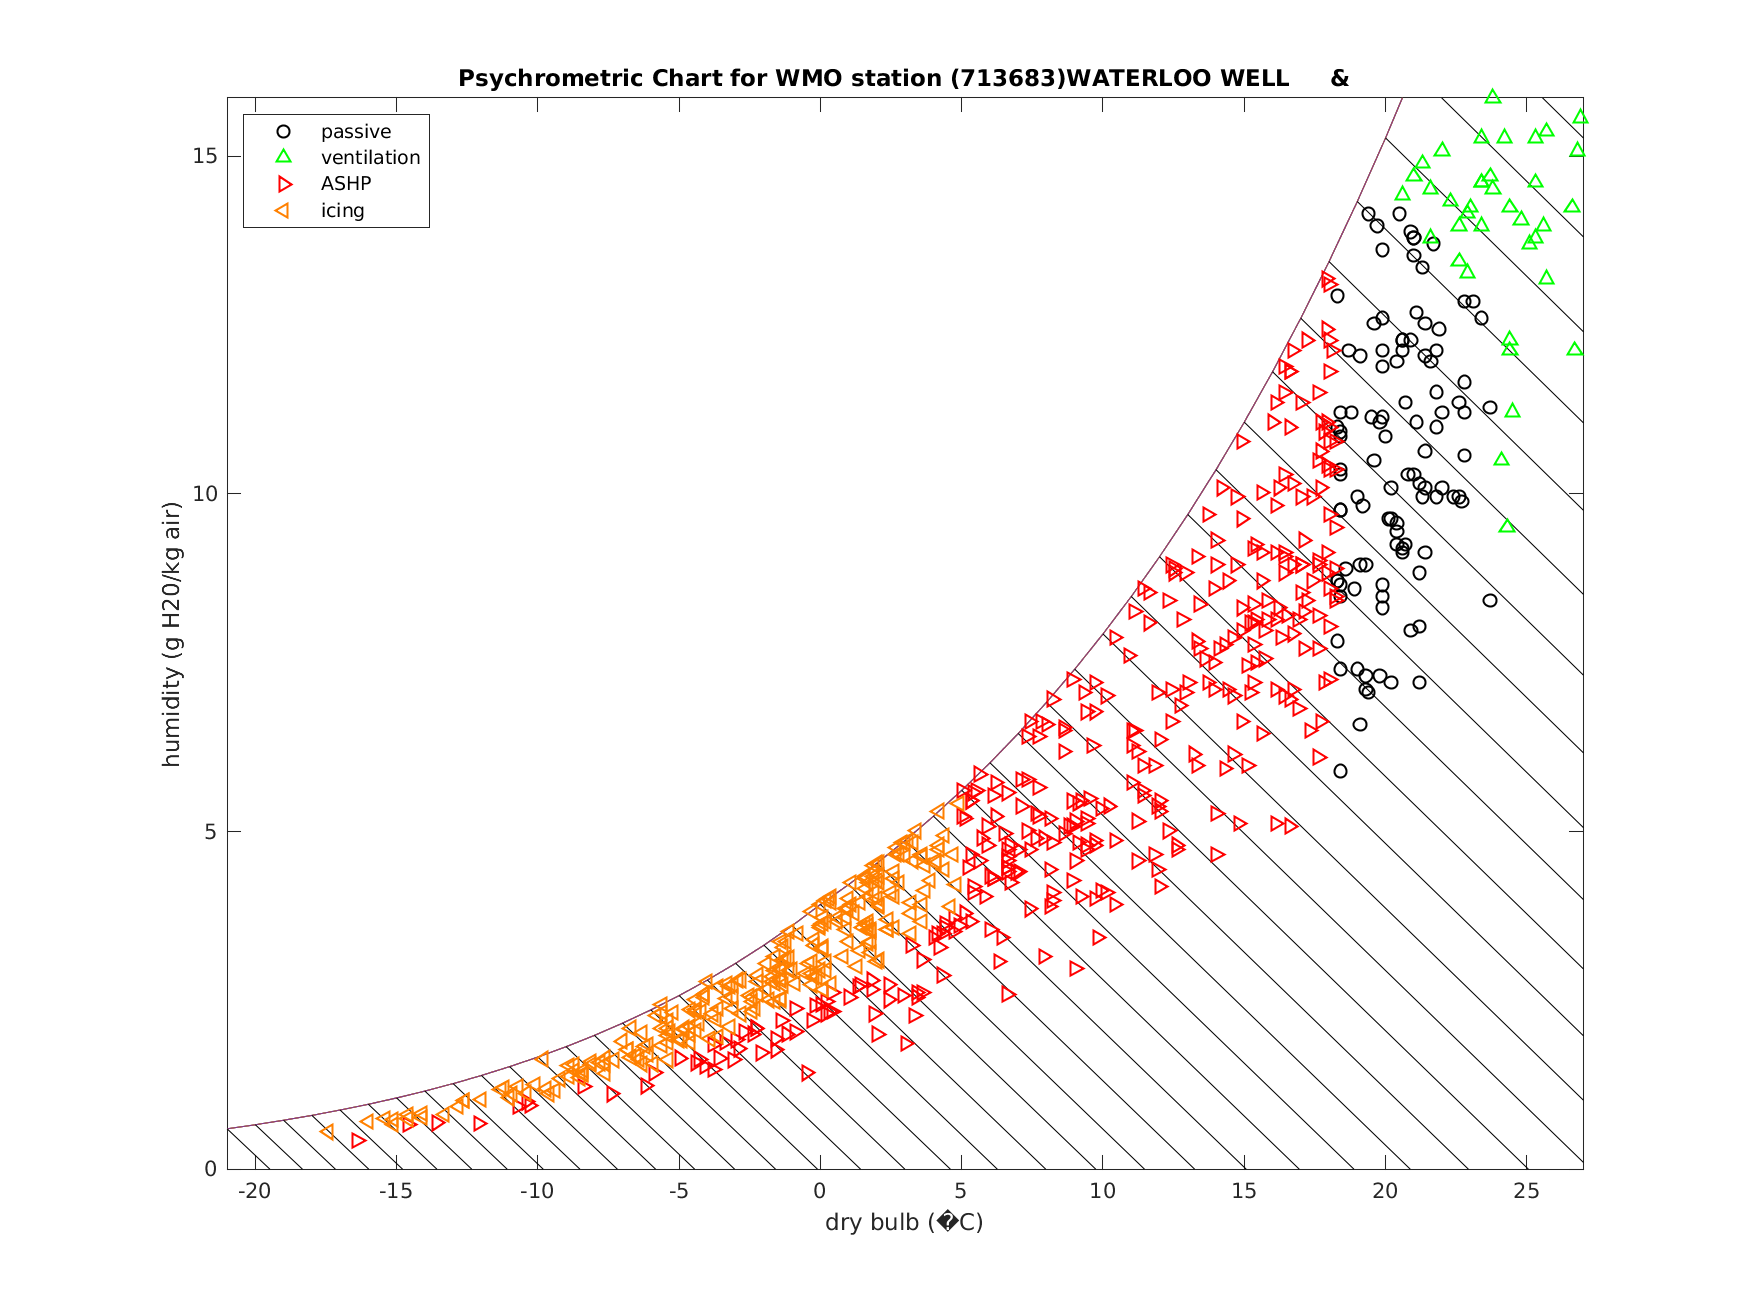 Psychrometric Chart for WMO station (713683)WATERLOO WELL &
passive
ventilation
ASHP
icing
15
10
5
0
humidity (g H20/kg air)
-20 -15 -10 -5 0 5 10 15 20 25
dry bulb (�C)